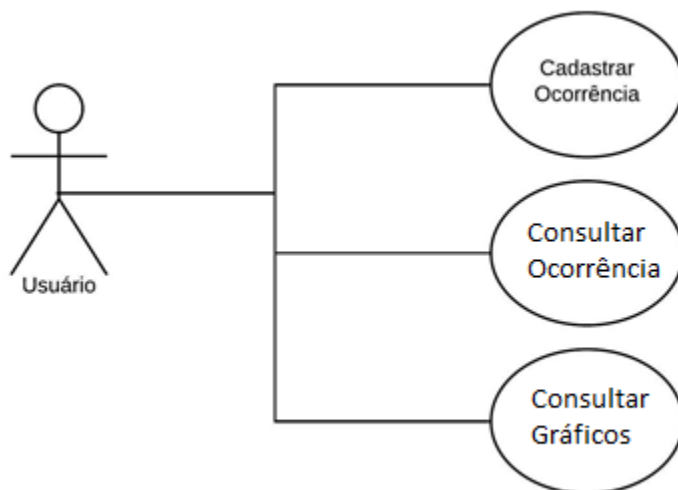 Cadastrar
Ocorrência
Usuário
Consultar
Ocorrência
Consultar
Gráficos